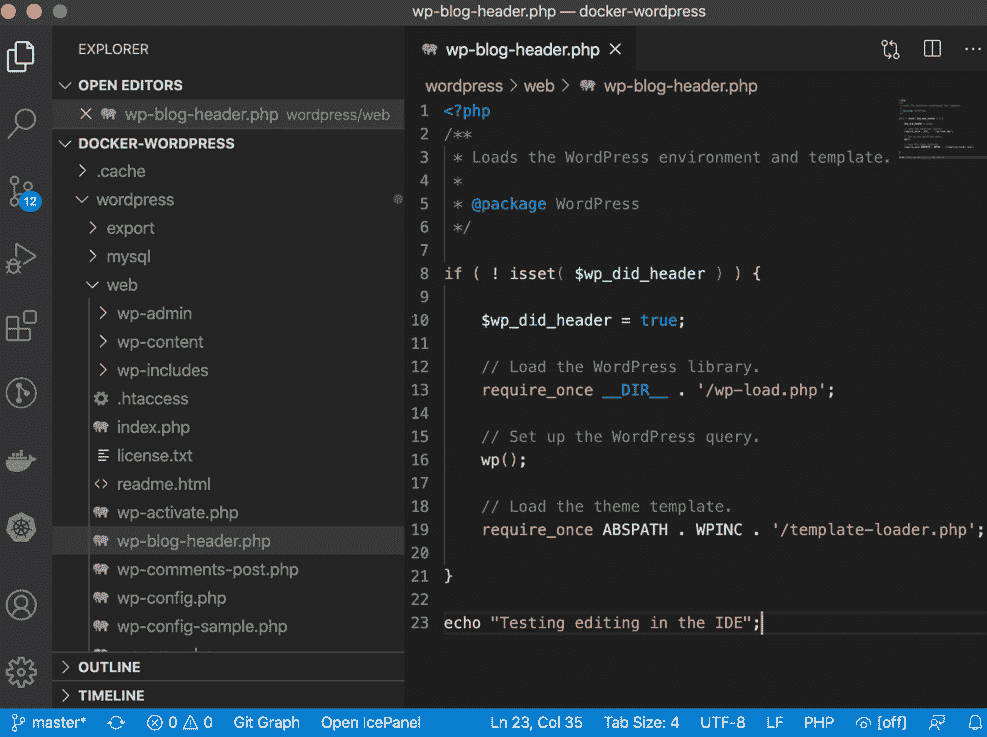 wp-blog-header.php — docker-wordpress
EXPLORER
OPEN EDITORS
wp-blog-header.php wordpress/web
DOCKER-WORDPRESS
.cache
wordpress
export
mysql
web
wp-admin
wp-content
wp-includes
.htaccess
index.php
license.txt
readme.html
wp-activate.php
wp-blog-header.php
wp-comments-post.php
wp-config.php
wp-config-sample.php
OUTLINE
TIMELINE
12
wp-blog-header.php
wordpress > web > wp-blog-header.php
1 <?php
2 /**
3 * Loads the WordPress environment and template.
4 *
5 * @package WordPress
6 */
7
8 if ( ! isset( $wp_did_header ) ) {
9
10 $wp_did_header = true;
11
12 // Load the WordPress library.
13 require_once __DIR__ . '/wp-load.php';
14
15 // Set up the WordPress query.
16 wp();
17
18 // Load the theme template.
19 require_once ABSPATH . WPINC . '/template-loader.php';
20
21 }
22
23 echo "Testing editing in the IDE";
master* 0 0 Git Graph Open IcePanel Ln 23, Col 35 Tab Size: 4 UTF-8 LF PHP [off]